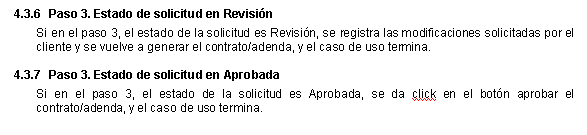 4.3.6 Paso 3. Estado de solicitud en Revisión
Si en el paso 3, el estado de la solicitud es Revisión, se registra las modificaciones solicitadas por el
cliente y se vuelve a generar el contrato/adenda, y el caso de uso termina.
4.3.7 Paso 3. Estado de solicitud en Aprobada
Si en el paso 3, el estado de la solicitud es Aprobada, se da click en el botón aprobar el
contrato/adenda, y el caso de uso termina.